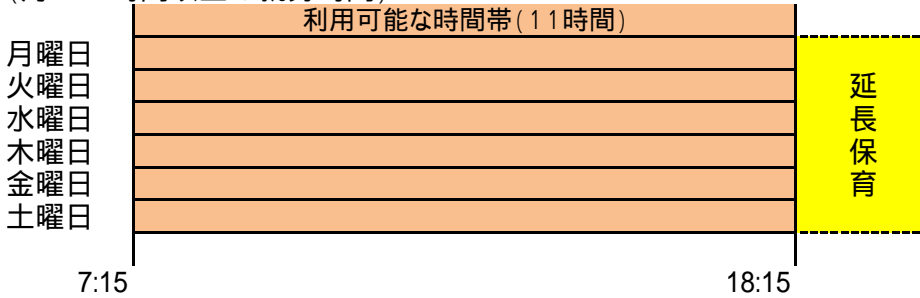 利用可能な時間帯(11時間)
月曜日
火曜日
水曜日
木曜日
金曜日
土曜日
延長保育
7:15
18:15